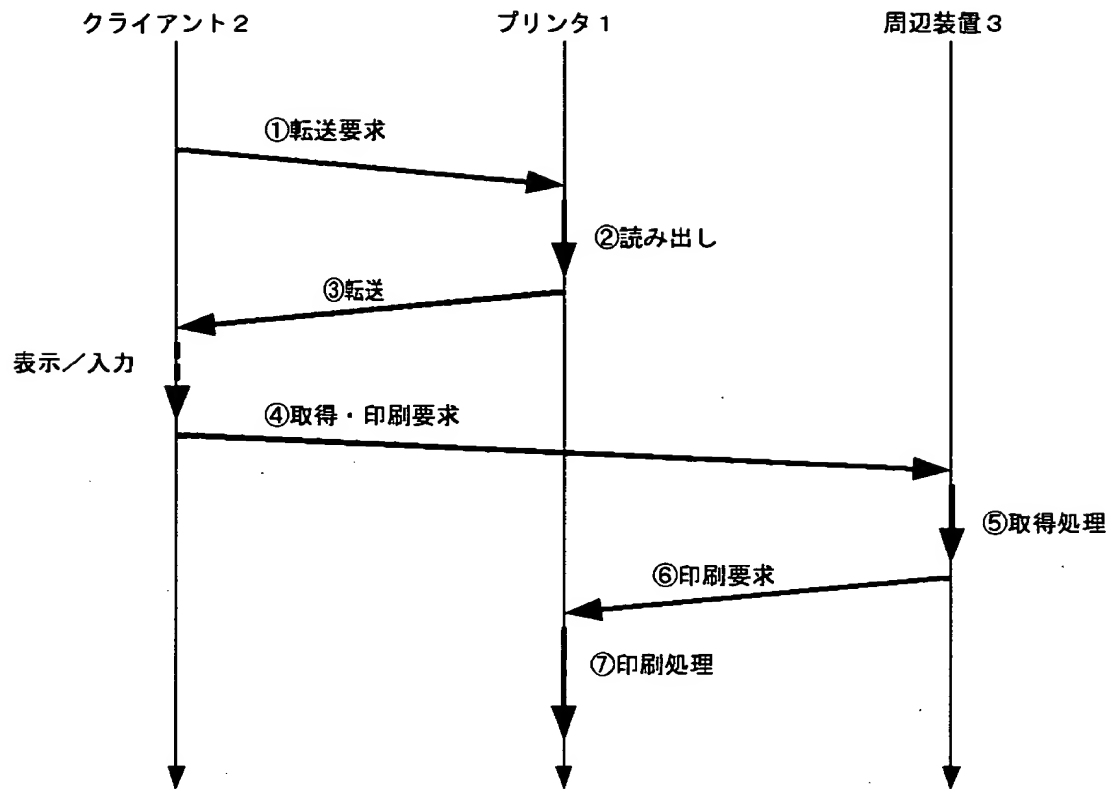 クライアント2
プリンタ1
周辺装置3
①転送要求
②読み出し
③転送
表示／入力
④取得・印刷要求
⑤取得処理
⑥印刷要求
⑦印刷処理